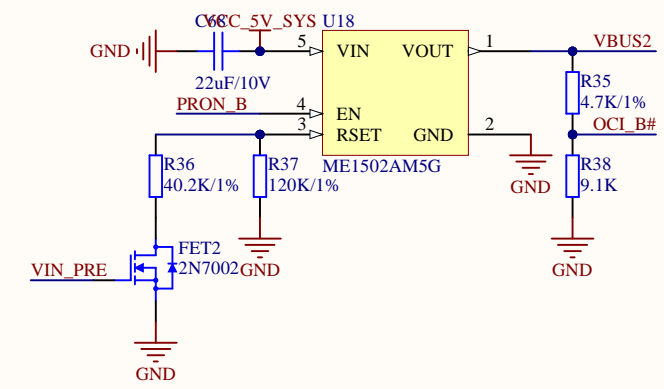 C68
VCC_5V_SYS
U18
GND
5
VIN
VOUT
1
VBUS2
22uF/10V
R35
4.7K/1%
PRON_B
4
EN
3
RSET
GND
2
OCI_B#
R36
40.2K/1%
R37
120K/1%
ME1502AM5G
GND
R38
9.1K
FET2
2N7002
GND
GND
VIN_PRE
GND